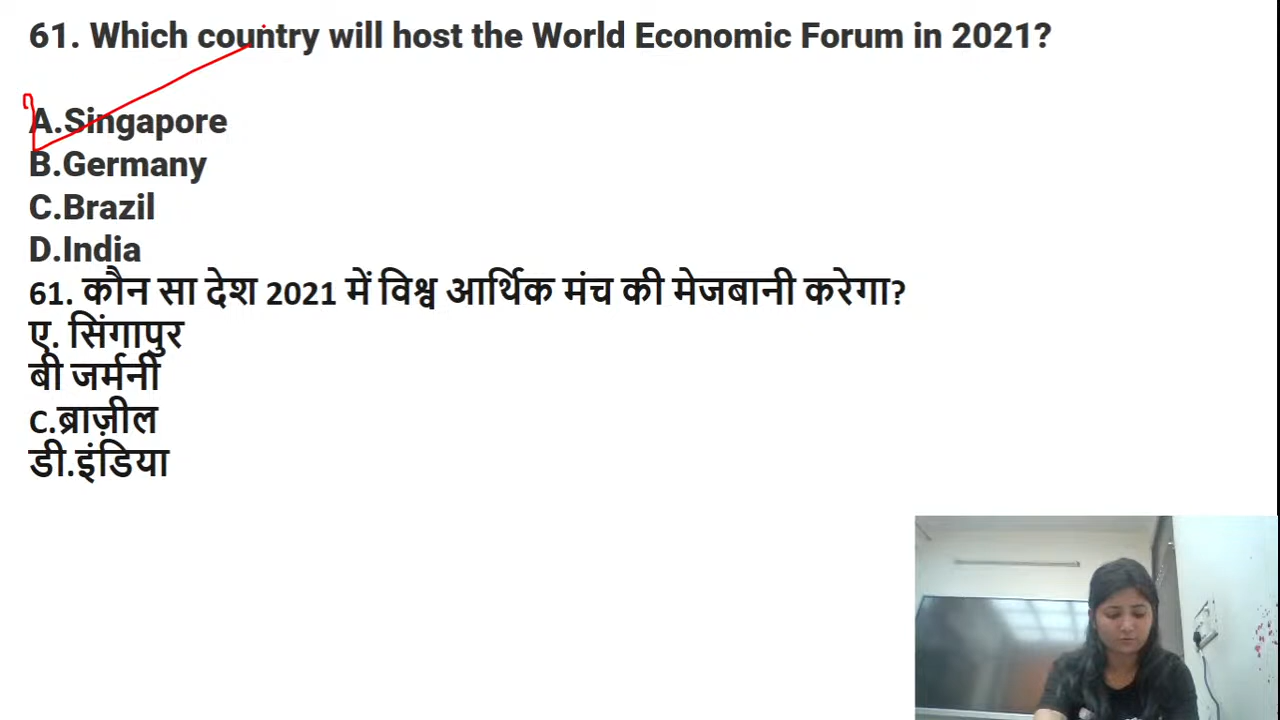 61. Which country will host the World Economic Forum in 2021?
A.Singapore
B.Germany
C.Brazil
D.India
61. कौन सा देश 2021 में विश्व आर्थिक मंच की मेजबानी करेगा?
ए. सिंगापुर
बी जर्मनी
C.ब्राज़ील
डी.इंडिया